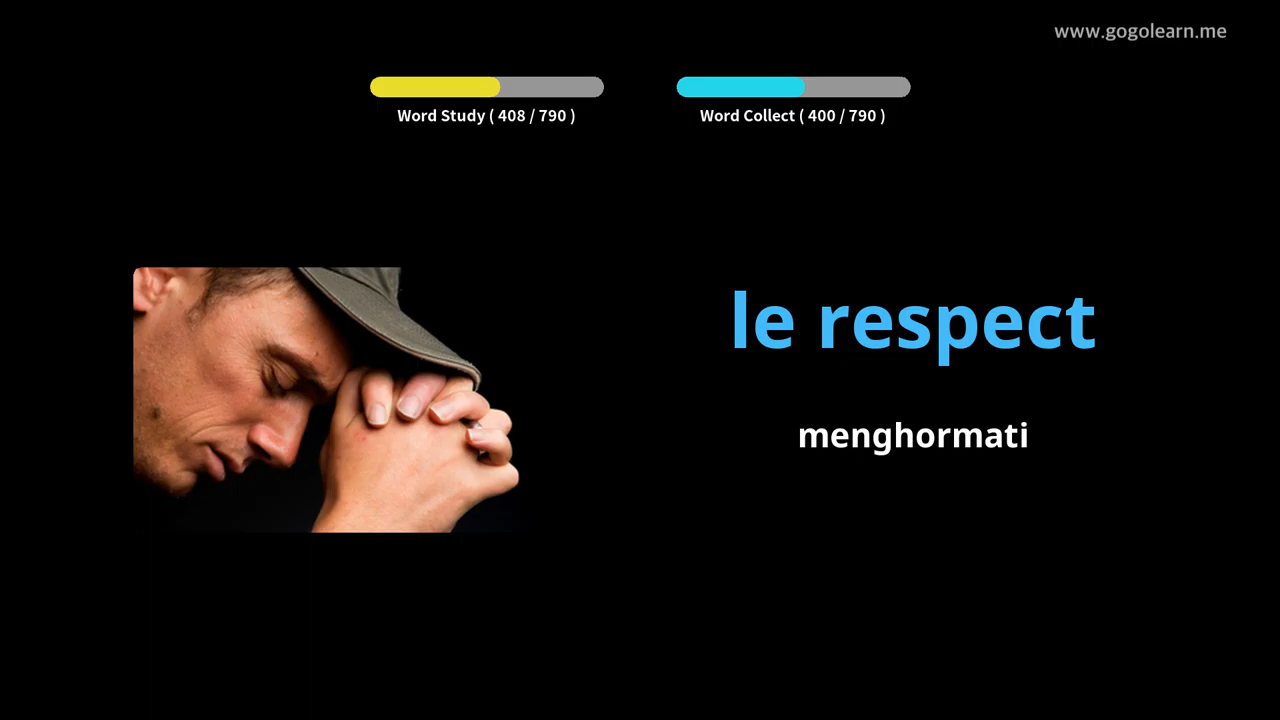 www.gogolearn.me
Word Study ( 408 / 790 )
Word Collect ( 400 / 790 )
le respect
menghormati